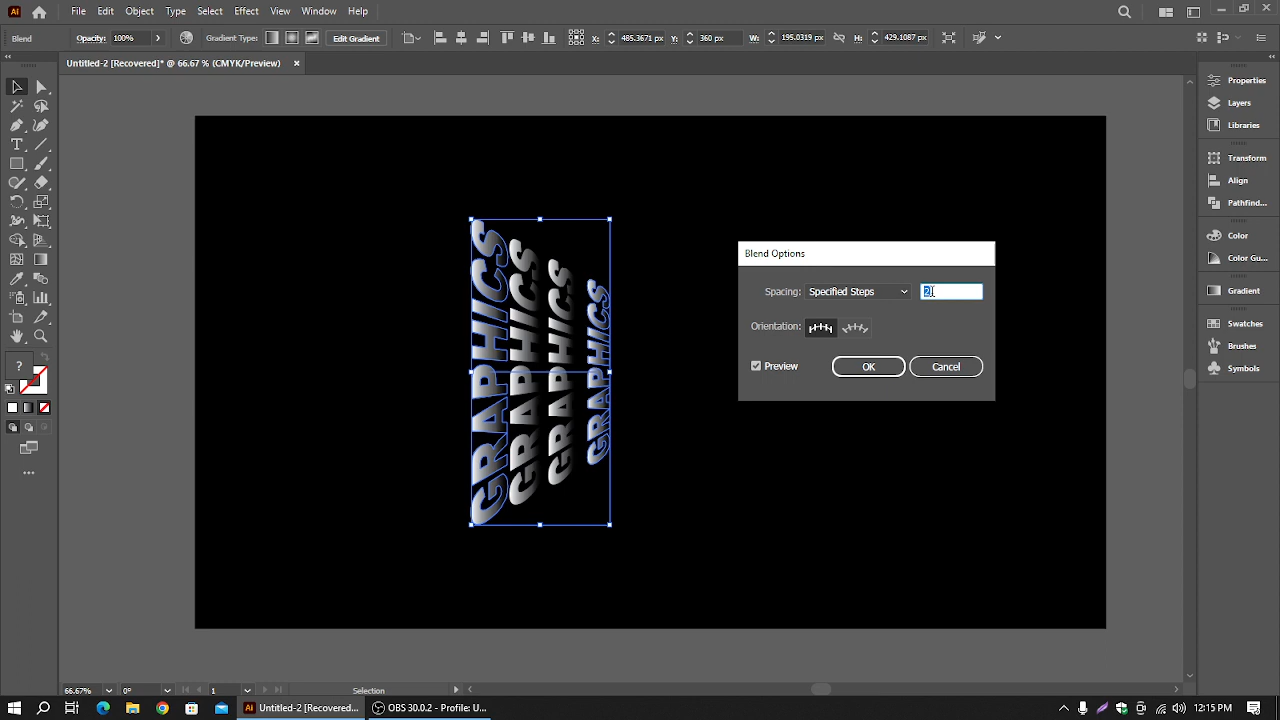 Ai File Edit Object Type Select Effect View Window Help
Blend Opacity: 100% Gradient Type: Edit Gradient X: 485.3671 px Y: 360 px W: 195.0319 px H: 429.1087 px
Untitled-2 [Recovered]* @ 66.67 % (CMYK/Preview) ×
Properties
Layers
Libraries
Transform
Align
Pathfind...
Color
Color Gu...
Gradient
Swatches
Brushes
Symbols
T
?
GRAPHICS
GRAPHICS
GRAPHICS
GRAPHICS
Blend Options
Spacing: Specified Steps 2
Orientation:
Preview OK Cancel
66.67% 0° 1 Selection
Ai Untitled-2 [Recovered... OBS 30.0.2 - Profile U... 12:15 PM